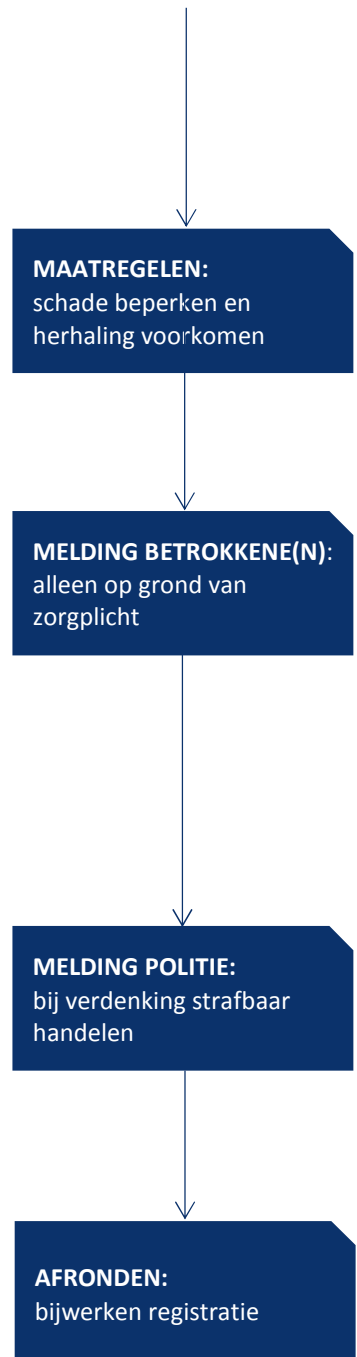 MAATREGELEN:
schade beperken en
herhaling voorkomen
MELDING BETROKKENE(N):
alleen op grond van
zorgplicht
MELDING POLITIE:
bij verdenking strafbaar
handelen
AFRONDEN:
bijwerken registratie